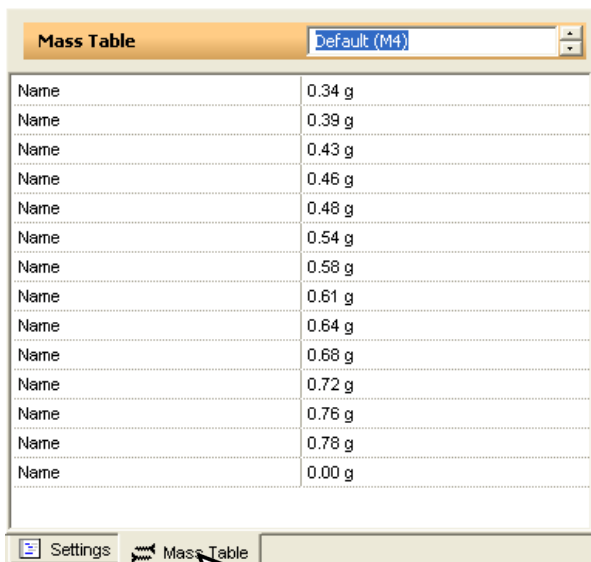 Mass Table Default (M4)
Name 0.34 g
Name 0.39 g
Name 0.43 g
Name 0.46 g
Name 0.48 g
Name 0.54 g
Name 0.58 g
Name 0.61 g
Name 0.64 g
Name 0.68 g
Name 0.72 g
Name 0.76 g
Name 0.78 g
Name 0.00 g
Settings Mass Table